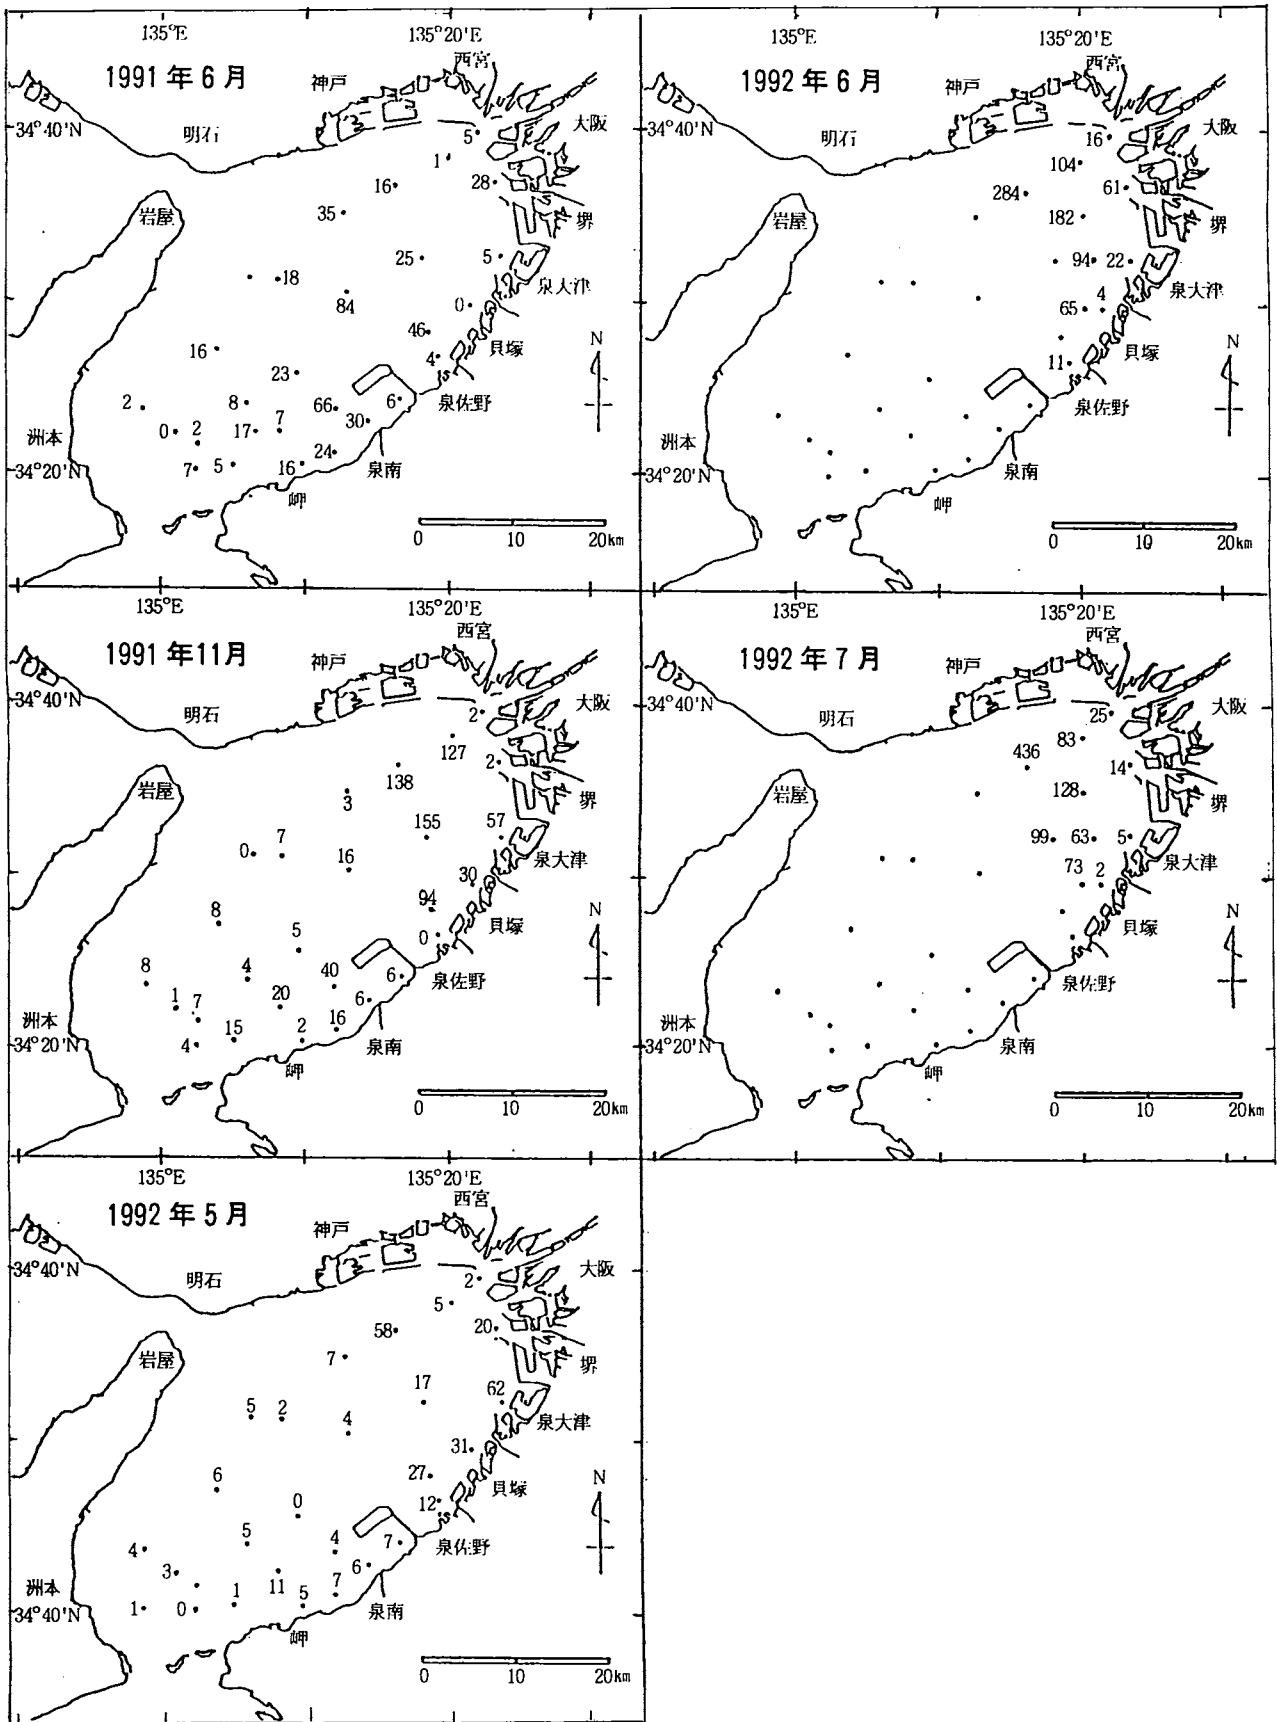 135°E
135°20'E
1991年6月
神戸
西宮
34°40'N
明石
大阪
5
1
16
28
岩屋
35
堺
25
5
18
泉大津
84
0
46
貝塚
N
16
4
23
2
8
66
6
泉佐野
30
0
2
17
7
洲本
24
34°20'N
7
5
16
泉南
岬
0
10
20km
135°20'E
1992年6月
神戸
西宮
34°40'N
明石
大阪
16
104
284
61
岩屋
182
堺
94
22
泉大津
4
65
N
貝塚
11
泉佐野
洲本
34°20'N
泉南
岬
0
10
20km
135°E
135°20'E
1991年11月
神戸
西宮
34°40'N
明石
大阪
2
127
2
138
岩屋
3
堺
155
57
0
7
16
泉大津
30
94
8
貝塚
N
5
0
8
4
40
6
泉佐野
1
7
20
6
洲本
15
2
16
34°20'N
4
泉南
岬
0
10
20km
135°E
135°20'E
1992年7月
神戸
西宮
34°40'N
明石
大阪
25
83
436
14
岩屋
128
堺
99
63
5
泉大津
73
2
N
貝塚
泉佐野
洲本
34°20'N
泉南
岬
0
10
20km
135°E
135°20'E
1992年5月
神戸
西宮
34°40'N
明石
大阪
2
5
58
20
岩屋
7
堺
17
62
5
2
4
泉大津
31
6
27
貝塚
N
0
12
5
4
7
泉佐野
4
3
11
6
洲本
1
7
34°40'N
1
0
5
泉南
岬
0
10
20km